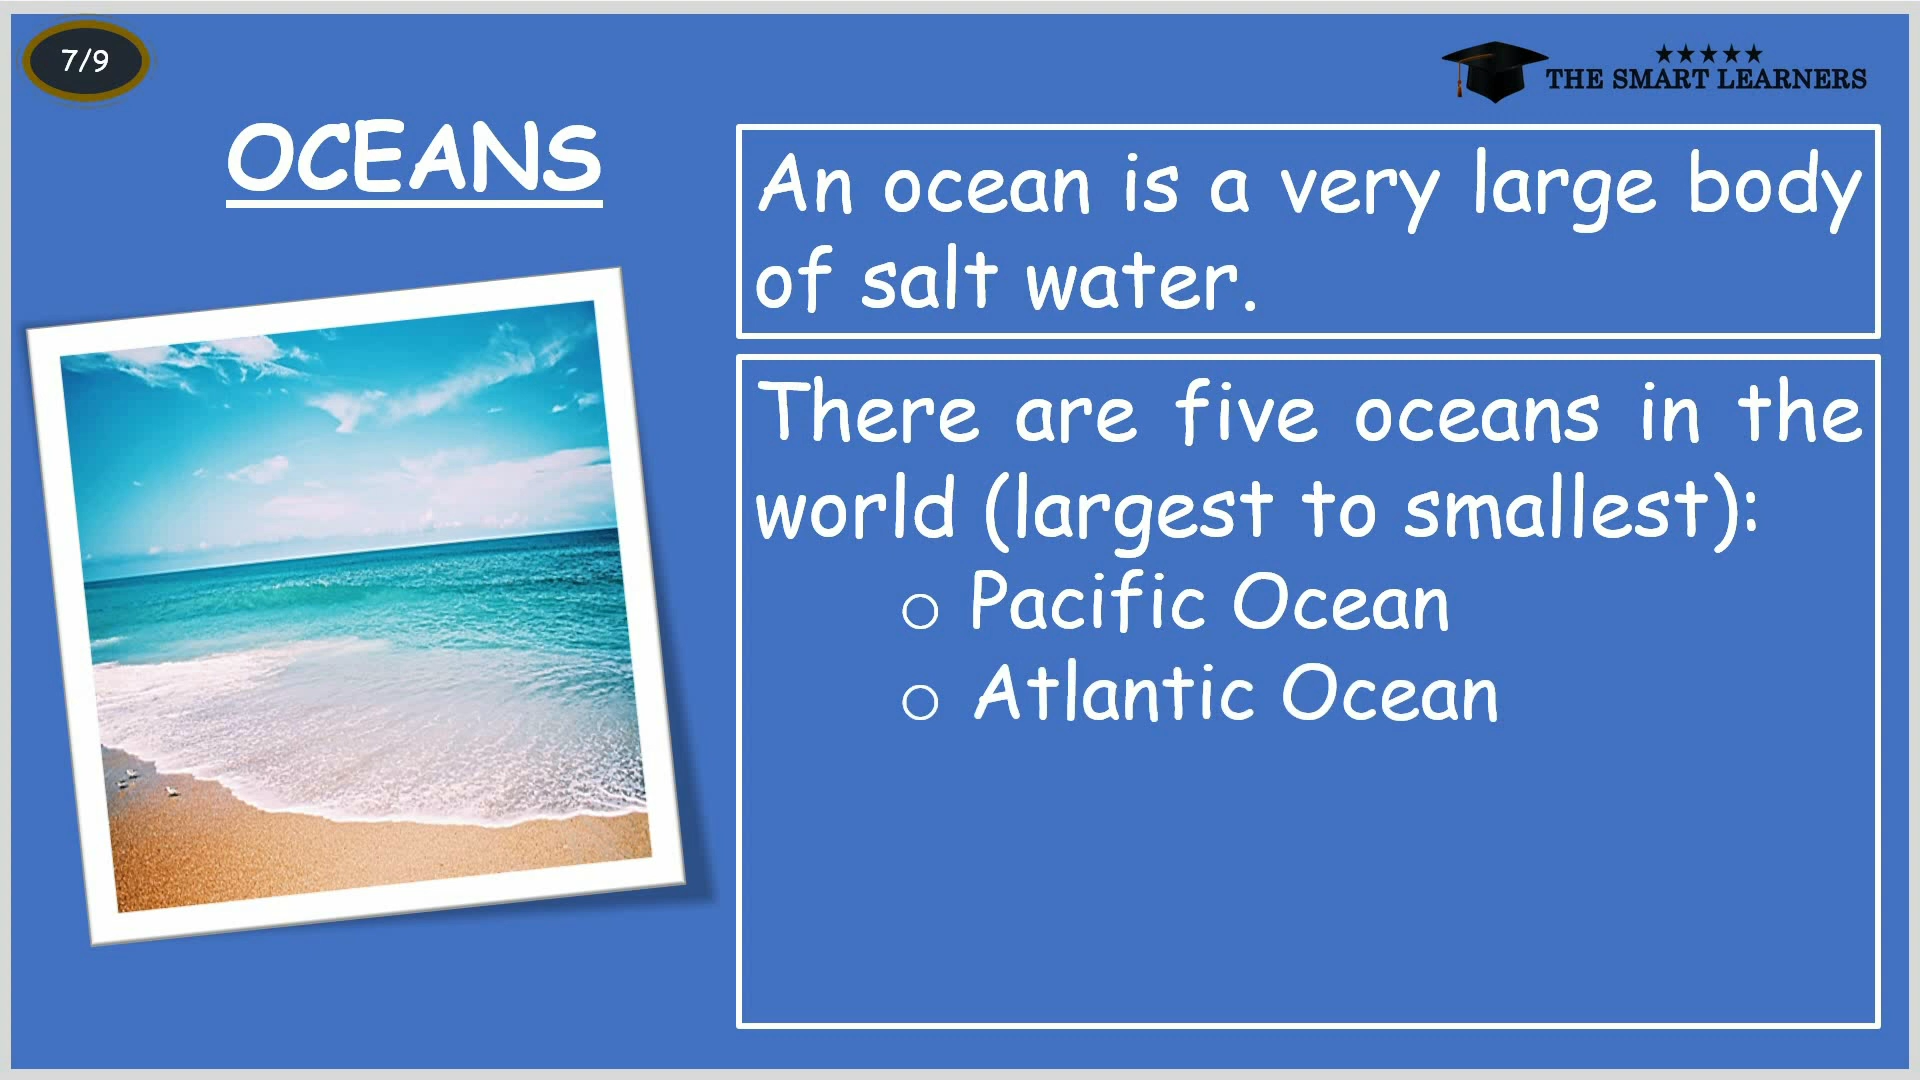 7/9
★★★★★
THE SMART LEARNERS
OCEANS
An ocean is a very large body
of salt water.
There are five oceans in the
world (largest to smallest):
o Pacific Ocean
o Atlantic Ocean